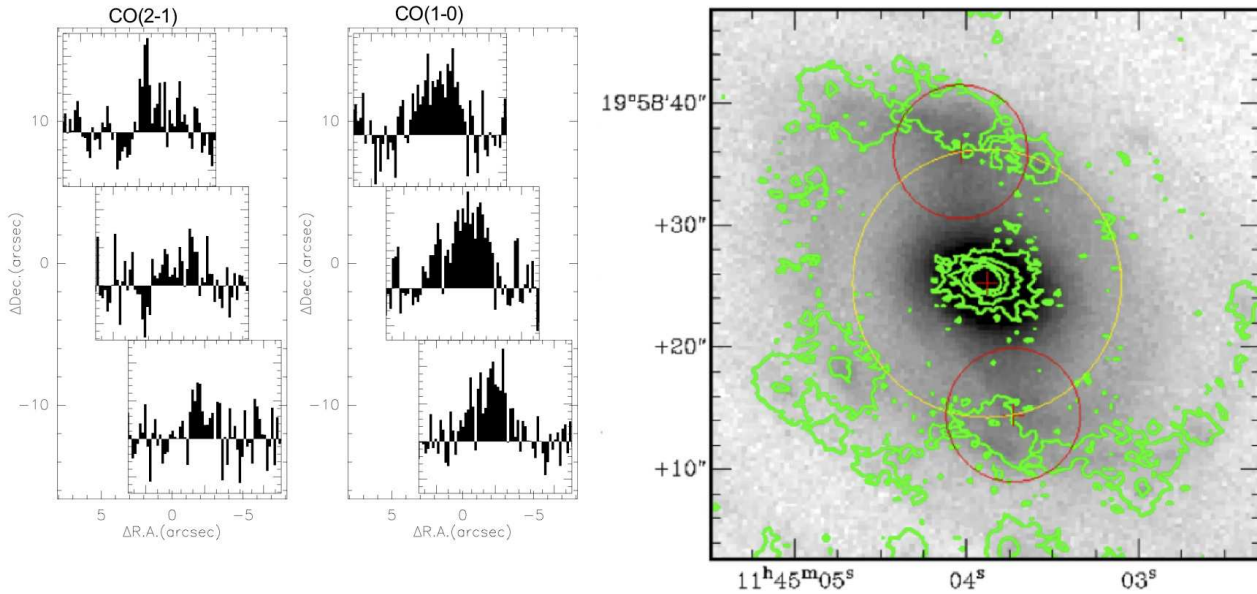 CO(2-1)
CO(1-0)
10
0
-10
ΔDec.(arcsec)
5 0 -5
ΔR.A.(arcsec)
10
0
-10
ΔDec.(arcsec)
5 0 -5
ΔR.A.(arcsec)
19°58'40"
+30"
+20"
+10"
11h45m05s 04s 03s